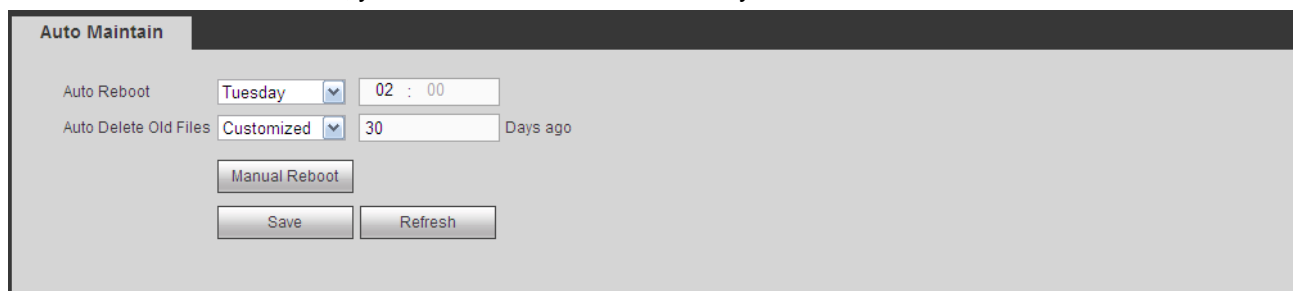 Auto Maintain
Auto Reboot Tuesday 02 : 00
Auto Delete Old Files Customized 30 Days ago
Manual Reboot
Save Refresh